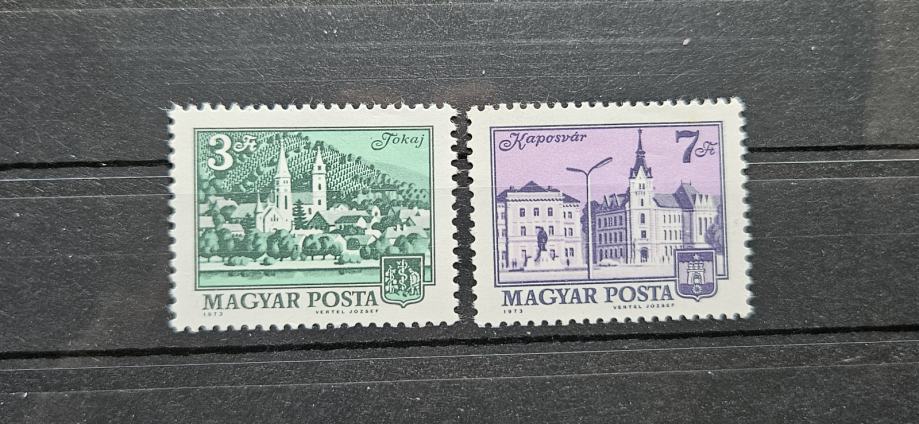 3 Ft Tokaj
MAGYAR POSTA
1973 VERTEL JÓZSEF
Kaposvár 7 Ft
MAGYAR POSTA
1973 VERTEL JÓZSEF